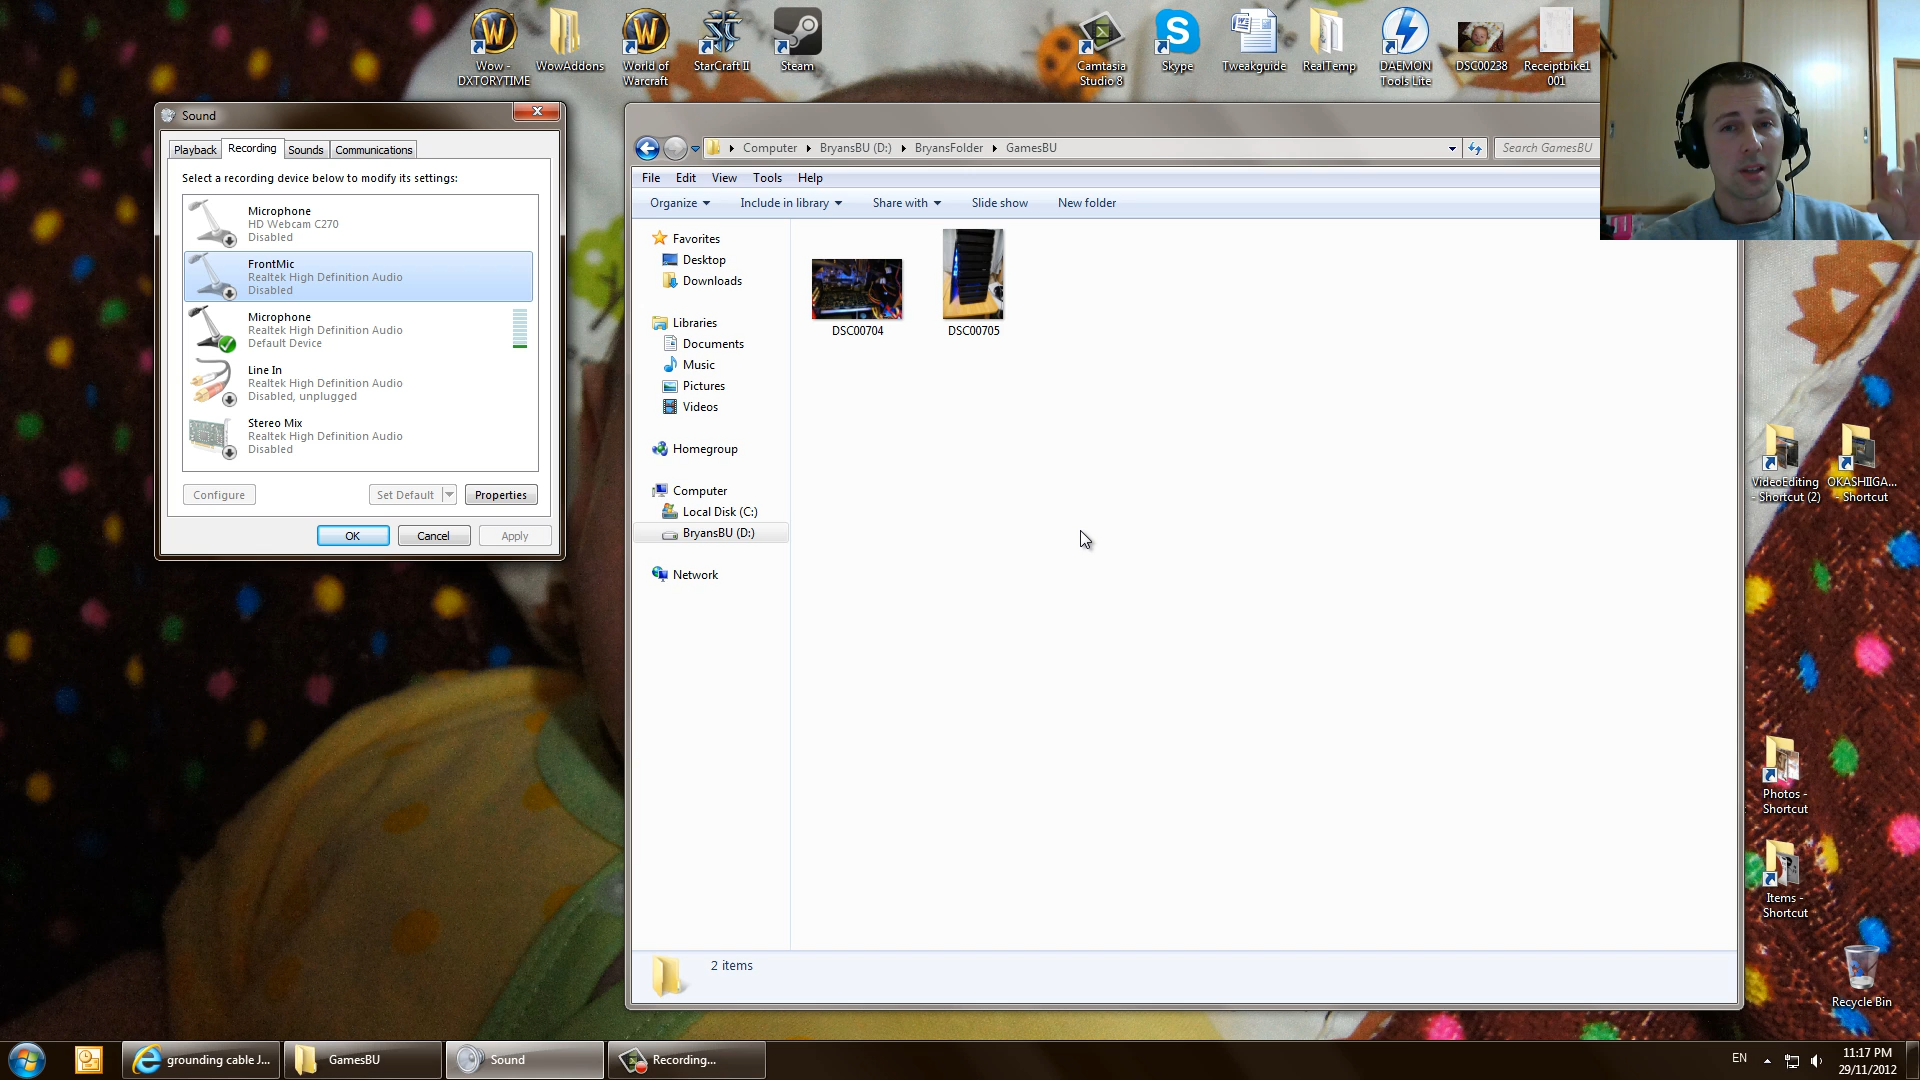 Wow -
DXTORYTIME
WowAddons
World of
Warcraft
StarCraft II
Steam
Camtasia
Studio 8
Skype
Tweakguide
RealTemp
DAEMON
Tools Lite
DSC00238
Receiptbike1
001
Sound
Playback
Recording
Sounds
Communications
Select a recording device below to modify its settings:
Microphone
HD Webcam C270
Disabled
FrontMic
Realtek High Definition Audio
Disabled
Microphone
Realtek High Definition Audio
Default Device
Line In
Realtek High Definition Audio
Disabled, unplugged
Stereo Mix
Realtek High Definition Audio
Disabled
Configure
Set Default
Properties
OK
Cancel
Apply
Computer
BryansBU (D:)
BryansFolder
GamesBU
Search GamesBU
File
Edit
View
Tools
Help
Organize
Include in library
Share with
Slide show
New folder
Favorites
Desktop
Downloads
Libraries
Documents
Music
Pictures
Videos
Homegroup
Computer
Local Disk (C:)
BryansBU (D:)
Network
DSC00704
DSC00705
2 items
VideoEditing
- Shortcut (2)
OKASHIIGA...
- Shortcut
Photos -
Shortcut
Items -
Shortcut
Recycle Bin
grounding cable J...
GamesBU
Sound
Recording...
EN
11:17 PM
29/11/2012